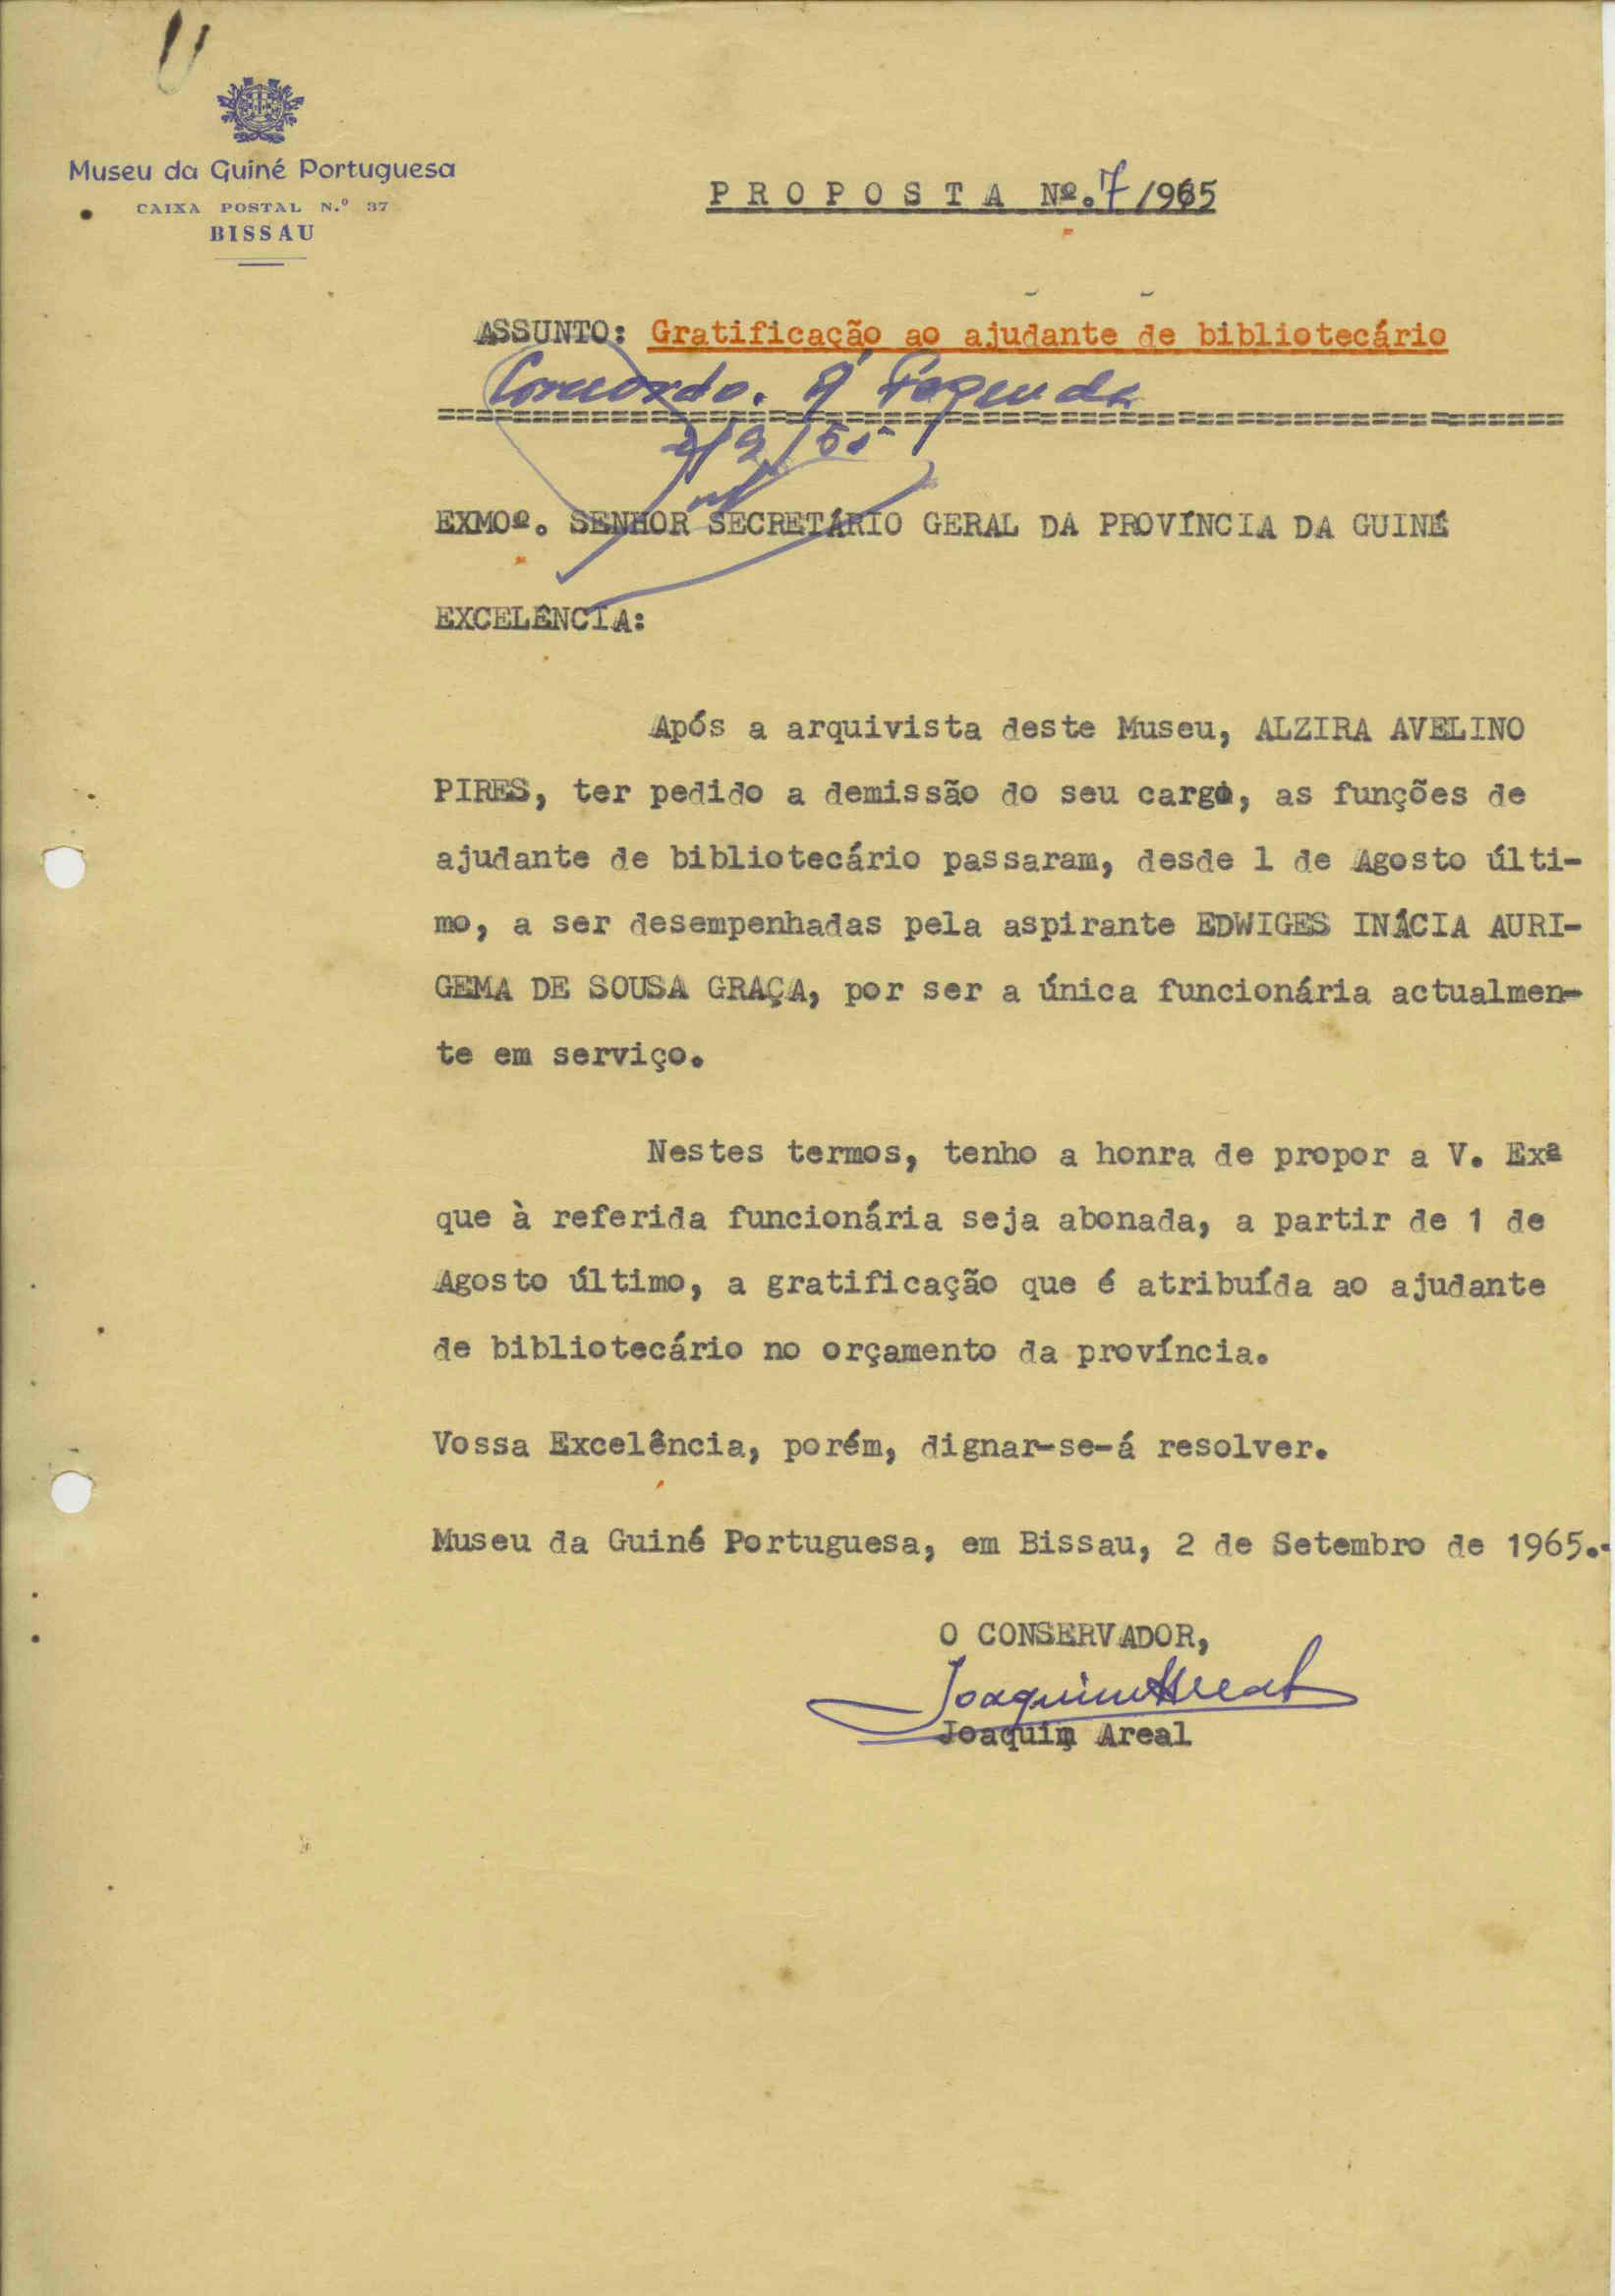 Museu da Guiné Portuguesa
CAIXA POSTAL N.º 37
BISSAU
PROPOSTA Nº. 7/965
ASSUNTO: Gratificação ao ajudante de bibliotecário
Concordo. À Fazenda
2/9/65
EXMOº. SENHOR SECRETÁRIO GERAL DA PROVÍNCIA DA GUINÉ
EXCELÊNCIA:
Após a arquivista deste Museu, ALZIRA AVELINO
PIRES, ter pedido a demissão do seu cargo, as funções de
ajudante de bibliotecário passaram, desde 1 de Agosto últi-
mo, a ser desempenhadas pela aspirante EDWIGES INÁCIA AURI-
GEMA DE SOUSA GRAÇA, por ser a única funcionária actualmen-
te em serviço.
Nestes termos, tenho a honra de propor a V. Exª
que à referida funcionária seja abonada, a partir de 1 de
Agosto último, a gratificação que é atribuída ao ajudante
de bibliotecário no orçamento da província.
Vossa Excelência, porém, dignar-se-á resolver.
Museu da Guiné Portuguesa, em Bissau, 2 de Setembro de 1965.-
O CONSERVADOR,
Joaquim Areal
Joaquim Areal